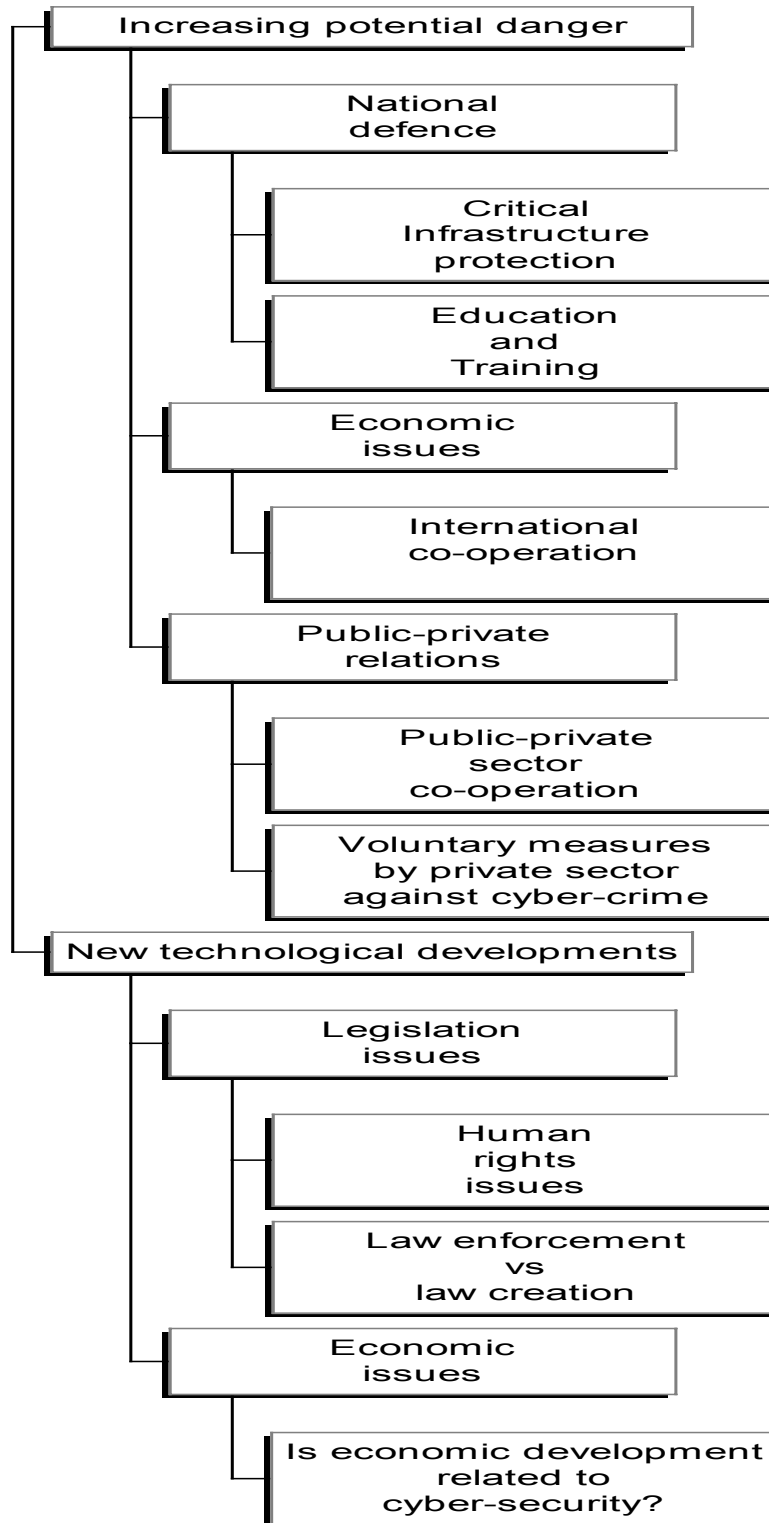 Increasing potential danger
National
defence
Critical
Infrastructure
protection
Education
and
Training
Economic
issues
International
co-operation
Public-private
relations
Public-private
sector
co-operation
Voluntary measures
by private sector
against cyber-crime
New technological developments
Legislation
issues
Human
rights
issues
Law enforcement
vs
law creation
Economic
issues
Is economic development
related to
cyber-security?